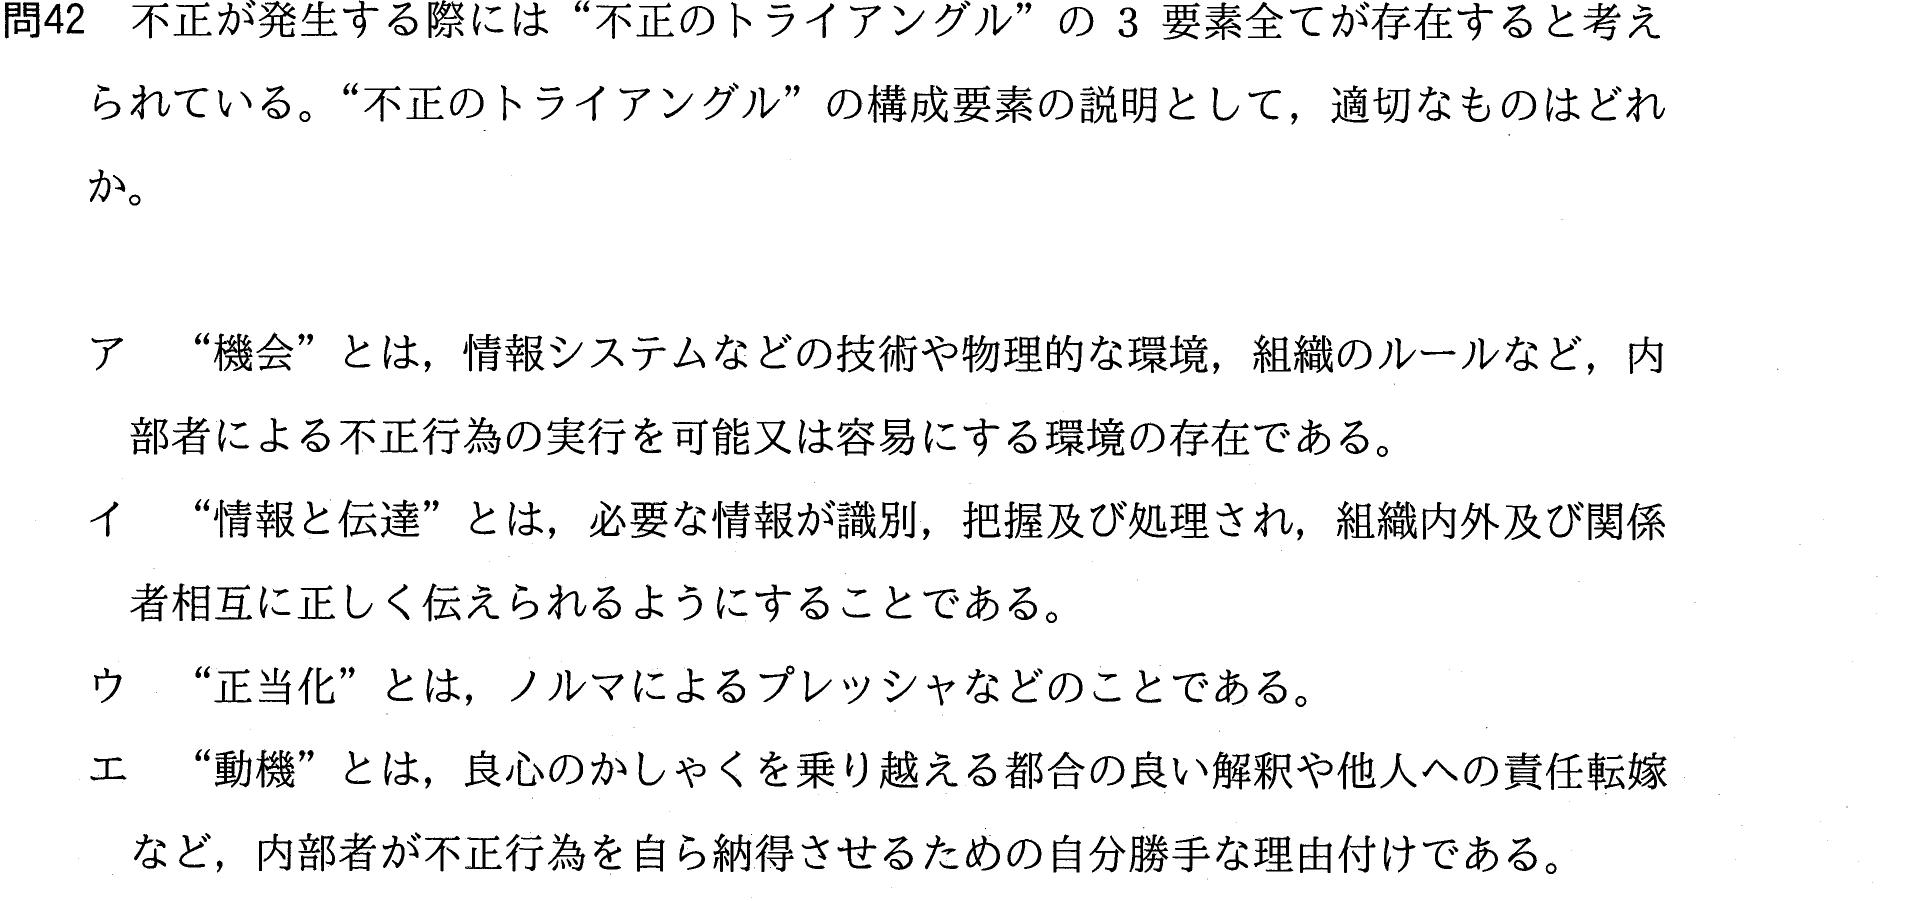 問42 不正が発生する際には“不正のトライアングル”の 3 要素全てが存在すると考え
られている。“不正のトライアングル”の構成要素の説明として，適切なものはどれ
か。
ア “機会”とは，情報システムなどの技術や物理的な環境，組織のルールなど，内
部者による不正行為の実行を可能又は容易にする環境の存在である。
イ “情報と伝達”とは，必要な情報が識別，把握及び処理され，組織内外及び関係
者相互に正しく伝えられるようにすることである。
ウ “正当化”とは，ノルマによるプレッシャなどのことである。
エ “動機”とは，良心のかしゃくを乗り越える都合の良い解釈や他人への責任転嫁
など，内部者が不正行為を自ら納得させるための自分勝手な理由付けである。